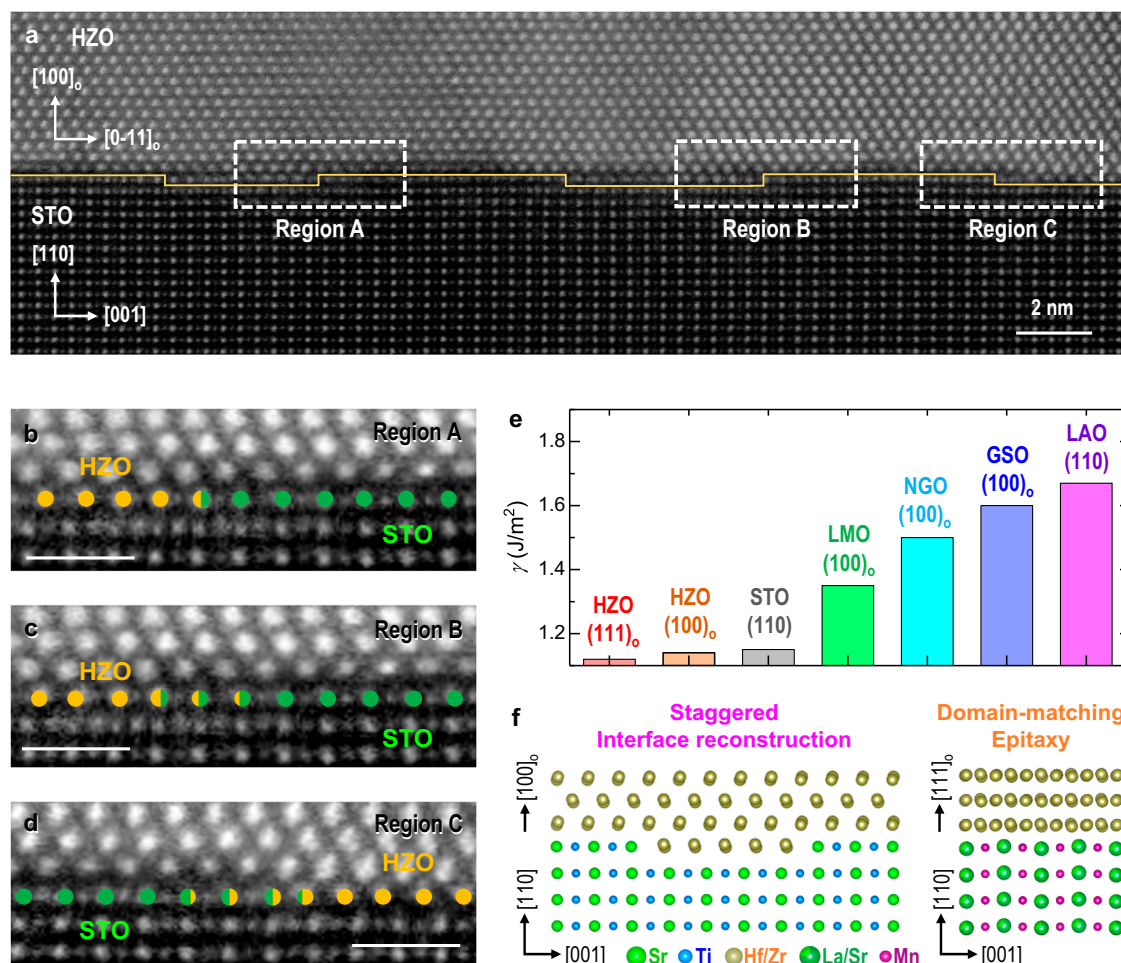 a
HZO
[100]o
[0-11]o
STO
[110]
[001]
Region A
Region B
Region C
2 nm
b
Region A
HZO
STO
c
Region B
HZO
STO
d
Region C
HZO
STO
e
γ (J/m²)
1.8
1.6
1.4
1.2
HZO
(111)o
HZO
(100)o
STO
(110)
LMO
(100)o
NGO
(100)o
GSO
(100)o
LAO
(110)
f
Staggered
Interface reconstruction
[100]o
[110]
[001]
Domain-matching
Epitaxy
[111]o
[110]
[001]
Sr Ti Hf/Zr La/Sr Mn